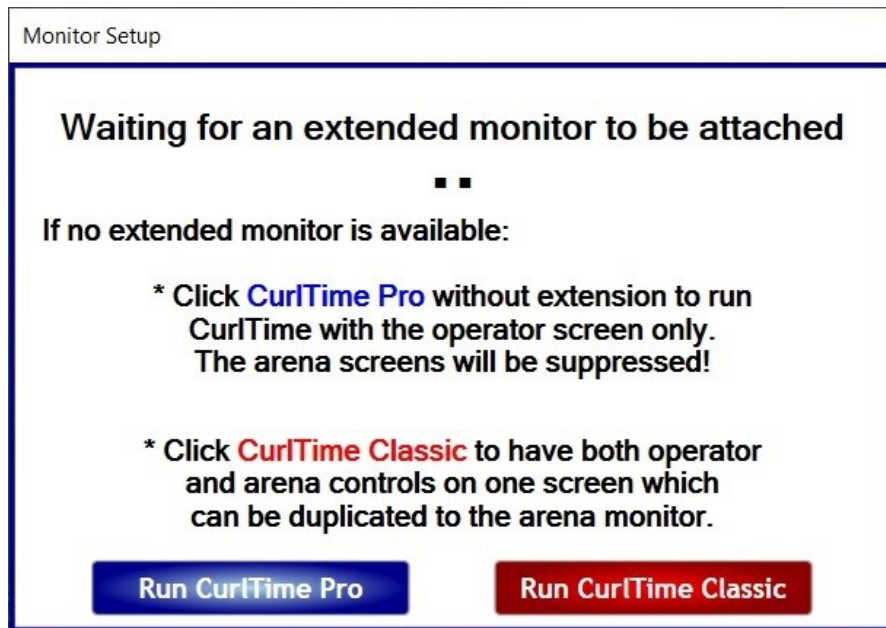 Monitor Setup
Waiting for an extended monitor to be attached
..
If no extended monitor is available:
* Click CurlTime Pro without extension to run
CurlTime with the operator screen only.
The arena screens will be suppressed!
* Click CurlTime Classic to have both operator
and arena controls on one screen which
can be duplicated to the arena monitor.
Run CurlTime Pro
Run CurlTime Classic